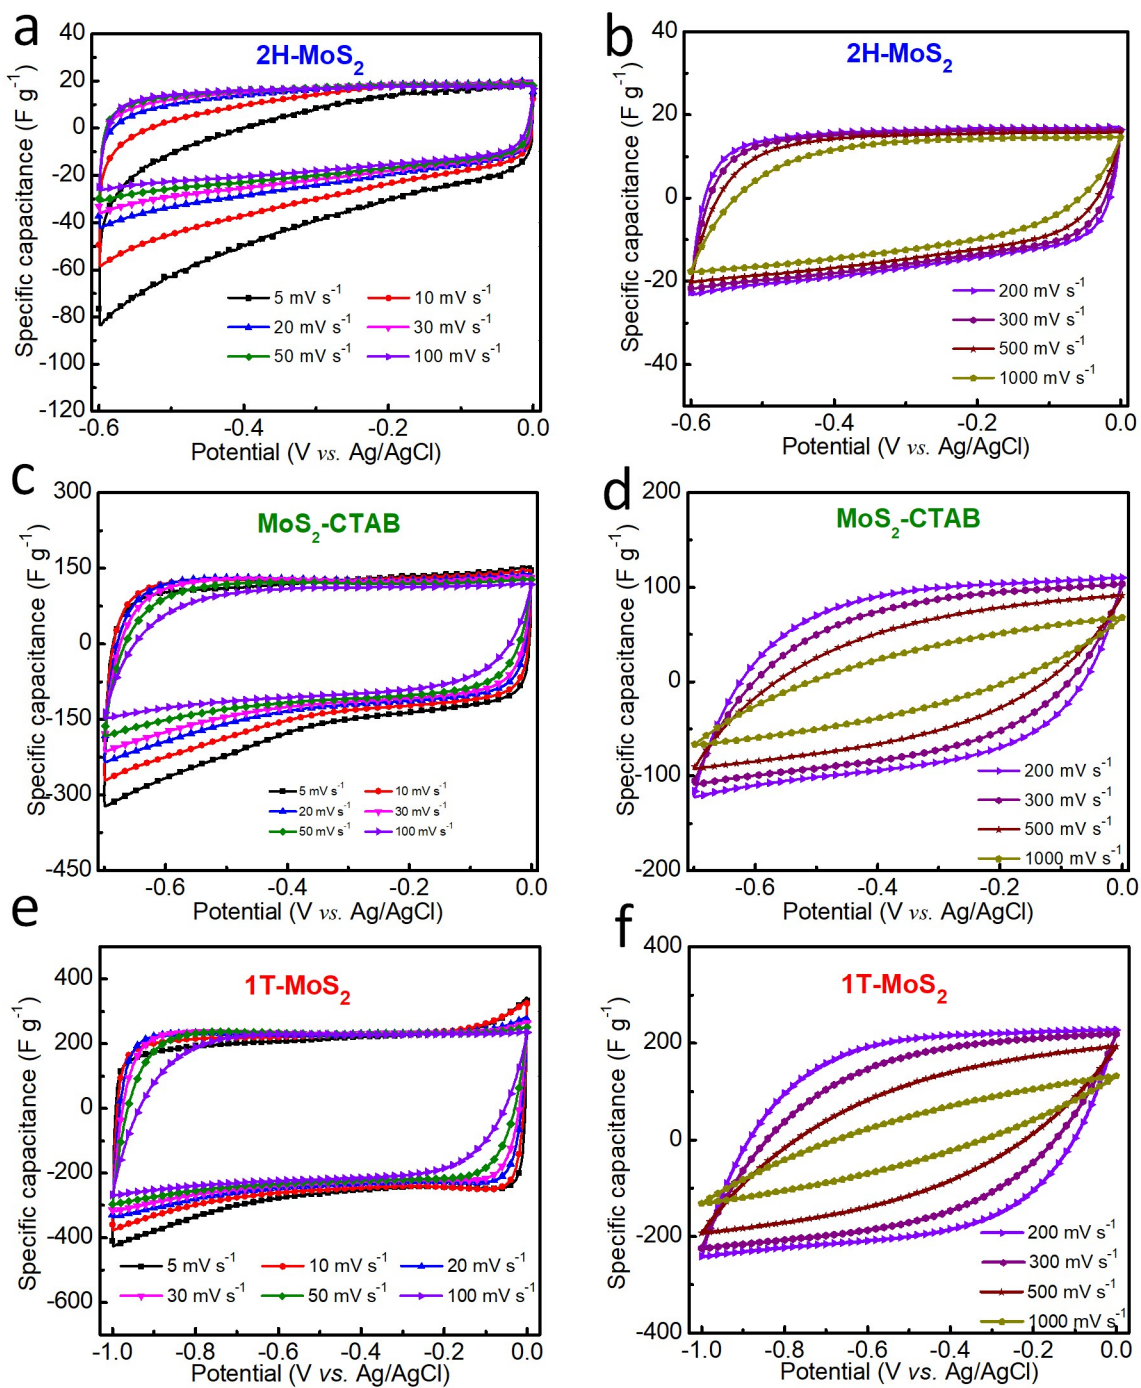 a
2H-MoS2
Specific capacitance (F g-1)
40
20
0
-20
-40
-60
-80
-100
-120
5 mV s-1
10 mV s-1
20 mV s-1
30 mV s-1
50 mV s-1
100 mV s-1
-0.6
-0.4
-0.2
0.0
Potential (V vs. Ag/AgCl)
b
2H-MoS2
Specific capacitance (F g-1)
40
20
0
-20
-40
200 mV s-1
300 mV s-1
500 mV s-1
1000 mV s-1
-0.6
-0.4
-0.2
0.0
Potential (V vs. Ag/AgCl)
c
MoS2-CTAB
Specific capacitance (F g-1)
300
150
0
-150
-300
-450
5 mV s-1
10 mV s-1
20 mV s-1
30 mV s-1
50 mV s-1
100 mV s-1
-0.6
-0.4
-0.2
0.0
Potential (V vs. Ag/AgCl)
d
MoS2-CTAB
Specific capacitance (F g-1)
200
100
0
-100
-200
200 mV s-1
300 mV s-1
500 mV s-1
1000 mV s-1
-0.6
-0.4
-0.2
0.0
Potential (V vs. Ag/AgCl)
e
1T-MoS2
Specific capacitance (F g-1)
400
200
0
-200
-400
-600
5 mV s-1
10 mV s-1
20 mV s-1
30 mV s-1
50 mV s-1
100 mV s-1
-1.0
-0.8
-0.6
-0.4
-0.2
0.0
Potential (V vs. Ag/AgCl)
f
1T-MoS2
Specific capacitance (F g-1)
400
200
0
-200
-400
200 mV s-1
300 mV s-1
500 mV s-1
1000 mV s-1
-1.0
-0.8
-0.6
-0.4
-0.2
0.0
Potential (V vs. Ag/AgCl)